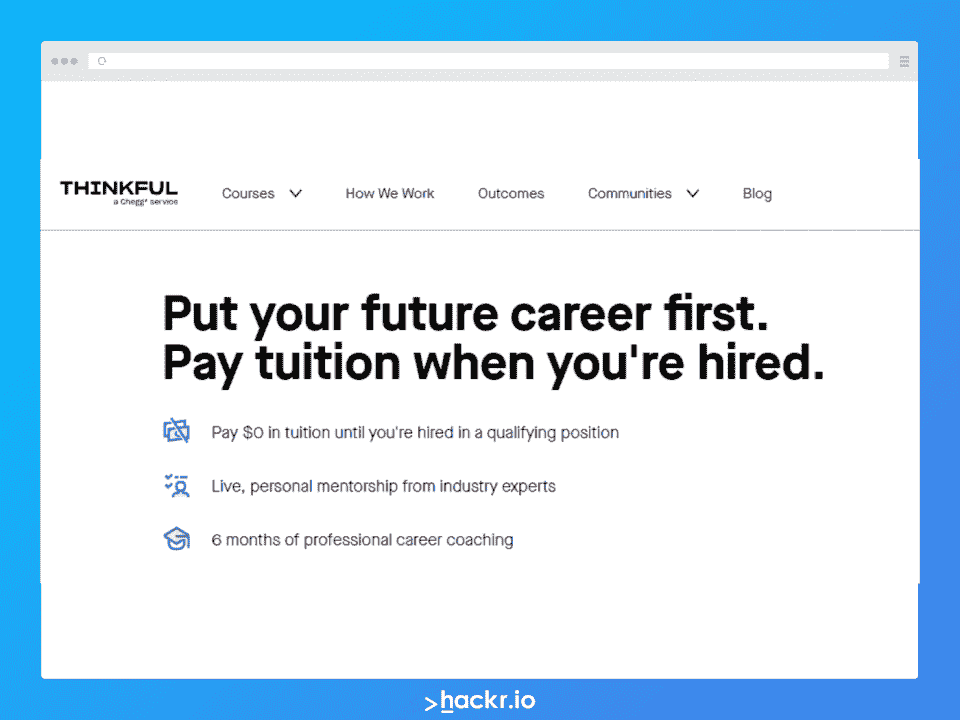 THINKFUL
a Chegg® service
Courses
How We Work
Outcomes
Communities
Blog
Put your future career first.
Pay tuition when you're hired.
Pay $0 in tuition until you're hired in a qualifying position
Live, personal mentorship from industry experts
6 months of professional career coaching
>hackr.io